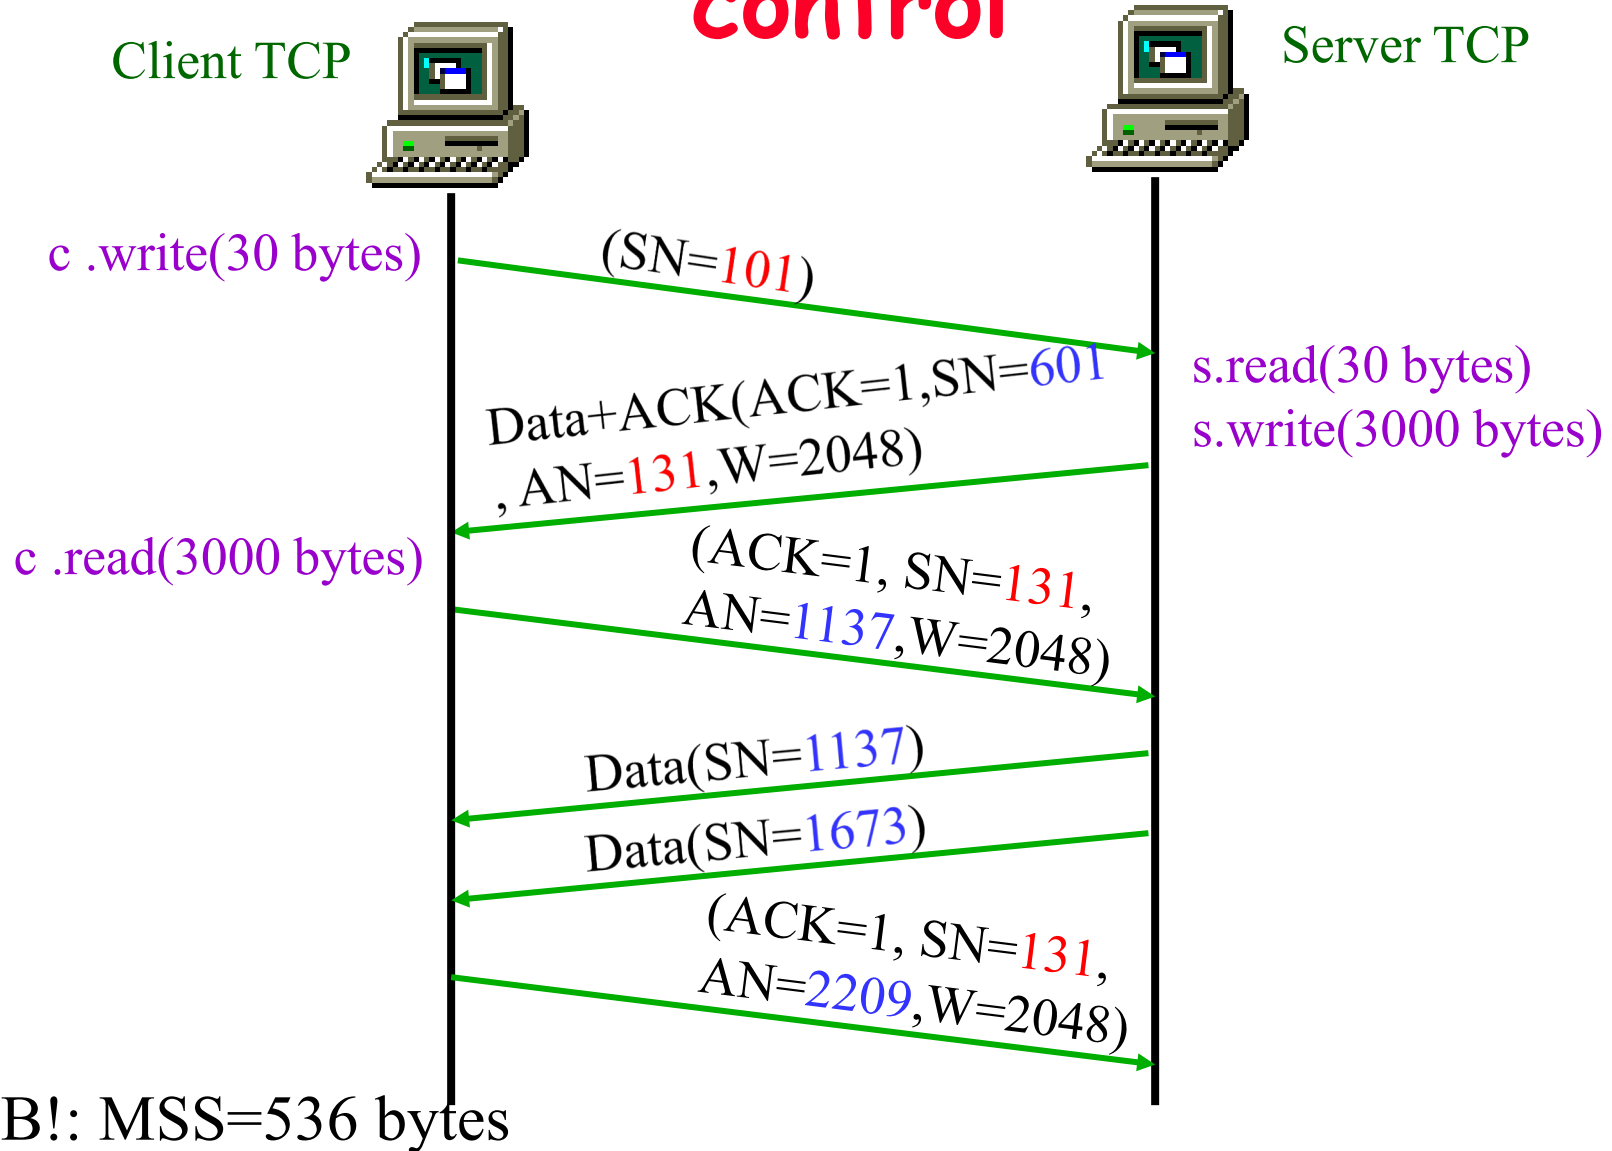 control
Client TCP
Server TCP
c .write(30 bytes)
(SN=101)
s.read(30 bytes)
s.write(3000 bytes)
Data+ACK(ACK=1,SN=601
, AN=131,W=2048)
c .read(3000 bytes)
(ACK=1, SN=131,
AN=1137,W=2048)
Data(SN=1137)
Data(SN=1673)
(ACK=1, SN=131,
AN=2209,W=2048)
B!: MSS=536 bytes